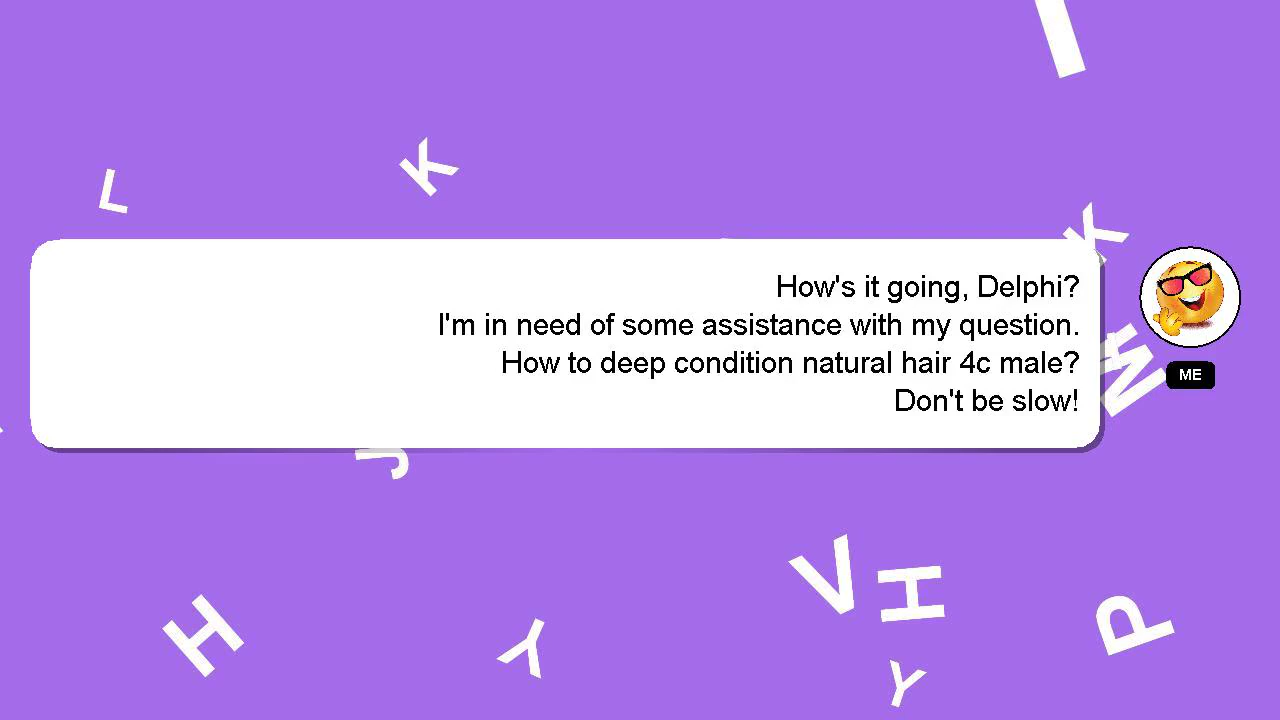 How's it going, Delphi?
I'm in need of some assistance with my question.
How to deep condition natural hair 4c male?
Don't be slow!
ME
L
K
I
K
M
J
V
H
H
Y
P
Y